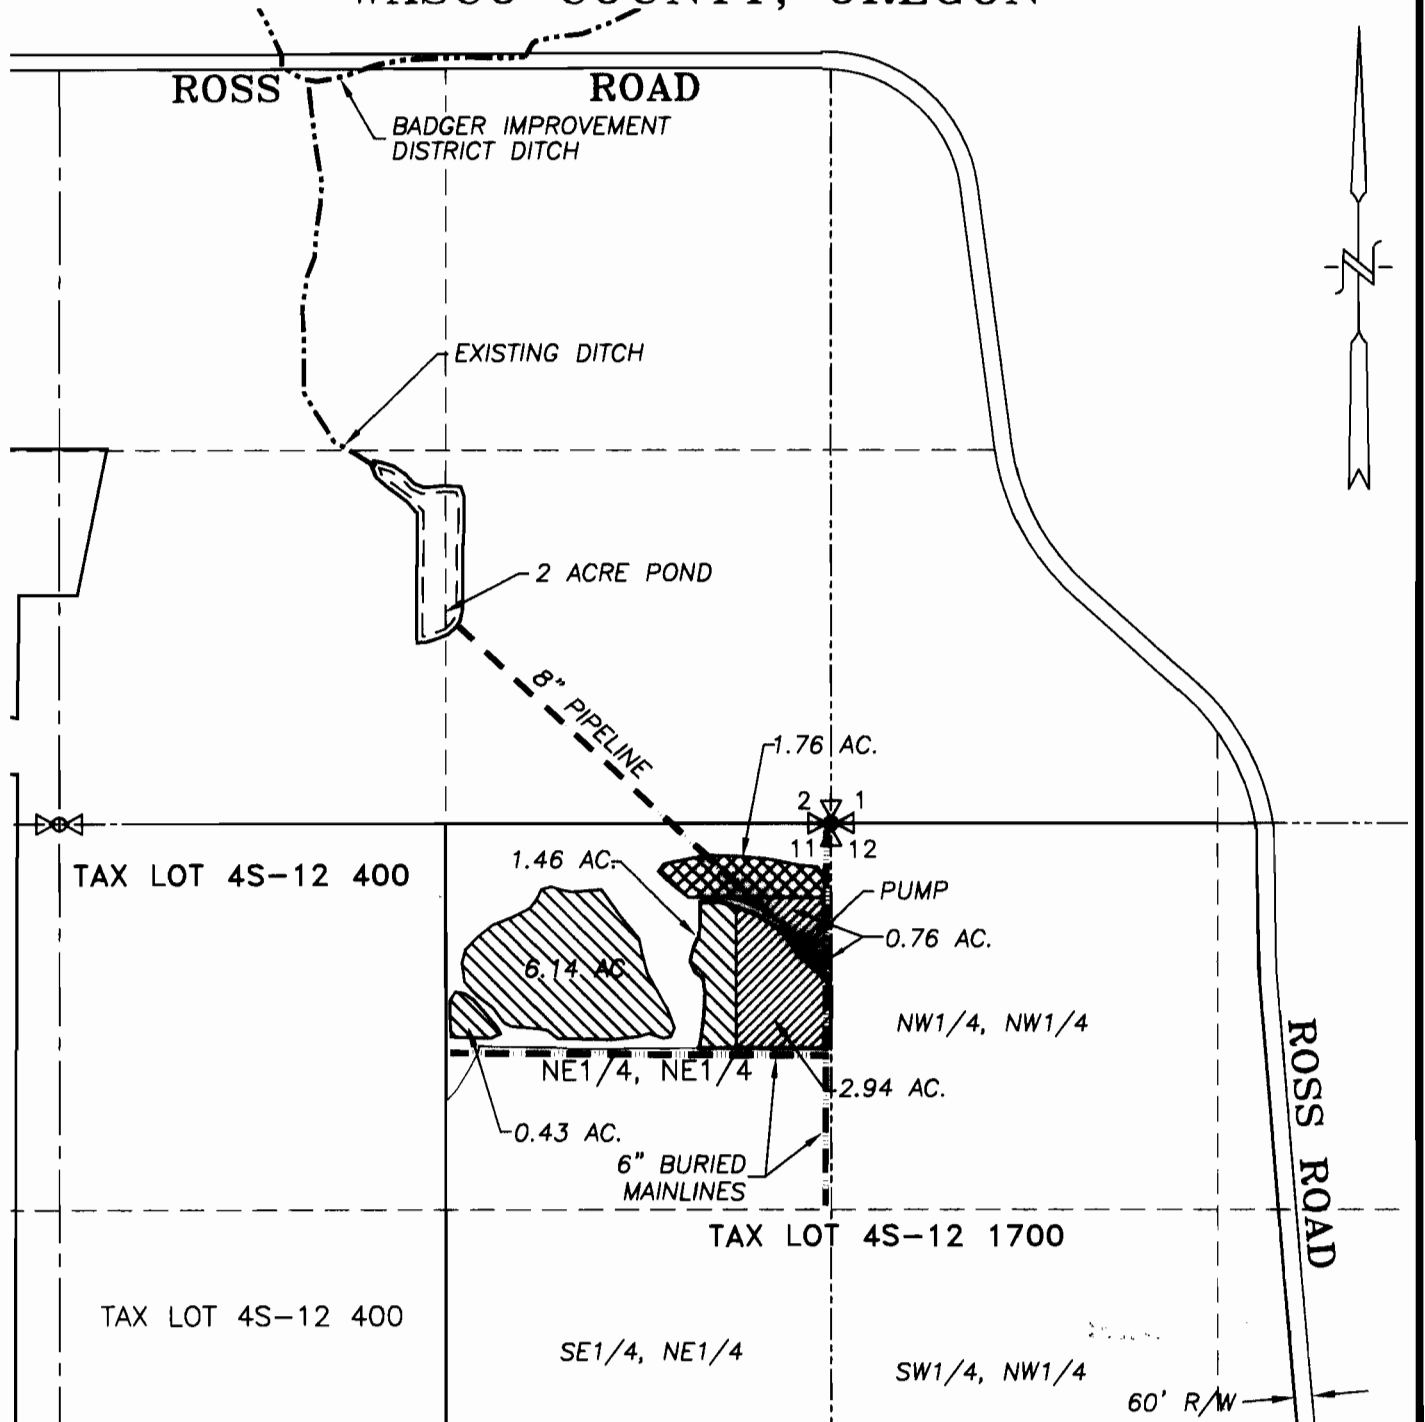 WASCO COUNTY, OREGON
ROSS ROAD
BADGER IMPROVEMENT
DISTRICT DITCH
N
EXISTING DITCH
2 ACRE POND
8" PIPELINE
1.76 AC.
2 1
11 12
1.46 AC.
TAX LOT 4S-12 400
PUMP
0.76 AC.
6.14 AC
NW1/4, NW1/4
NE1/4, NE1/4
2.94 AC.
0.43 AC.
6" BURIED
MAINLINES
ROSS ROAD
TAX LOT 4S-12 1700
TAX LOT 4S-12 400
SE1/4, NE1/4
SW1/4, NW1/4
60' R/W